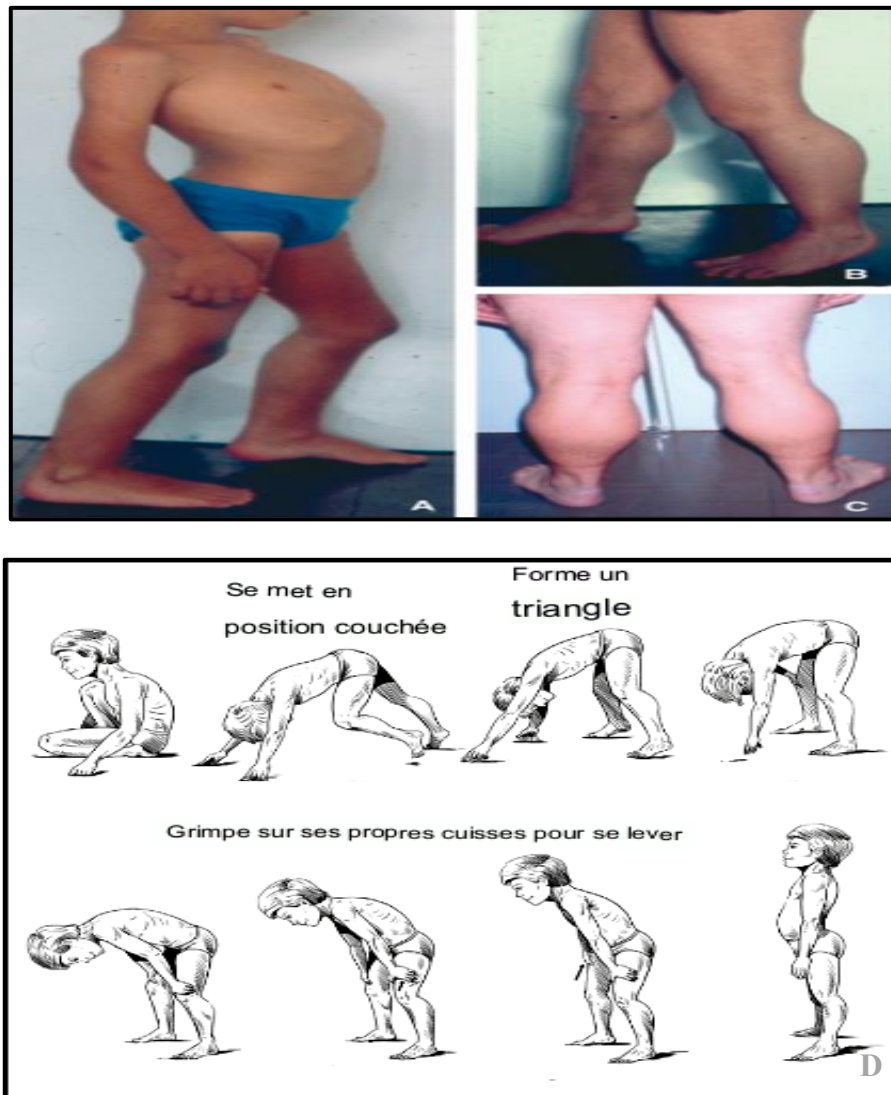 A
B
C
Se met en
position couchée
Forme un
triangle
Grimpe sur ses propres cuisses pour se lever
D